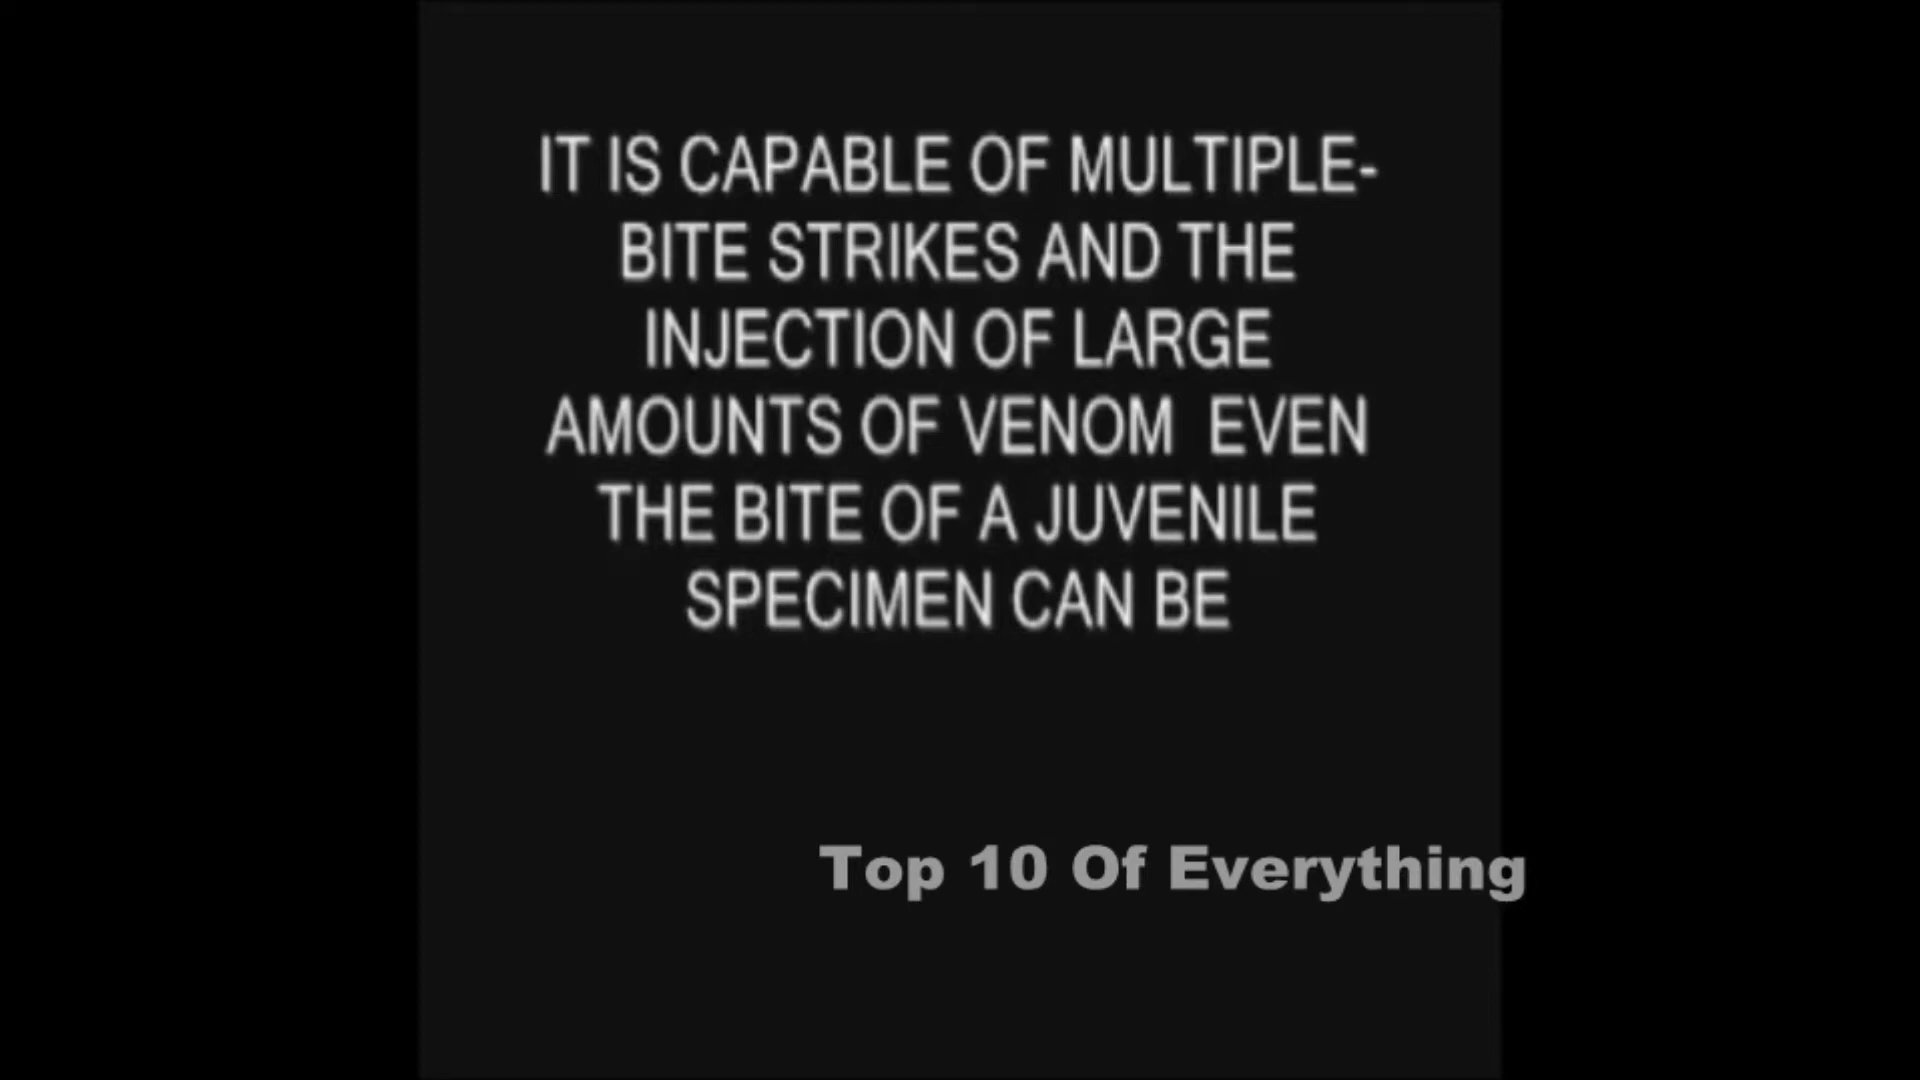 IT IS CAPABLE OF MULTIPLE-
BITE STRIKES AND THE
INJECTION OF LARGE
AMOUNTS OF VENOM  EVEN
THE BITE OF A JUVENILE
SPECIMEN CAN BE
Top 10 Of Everything